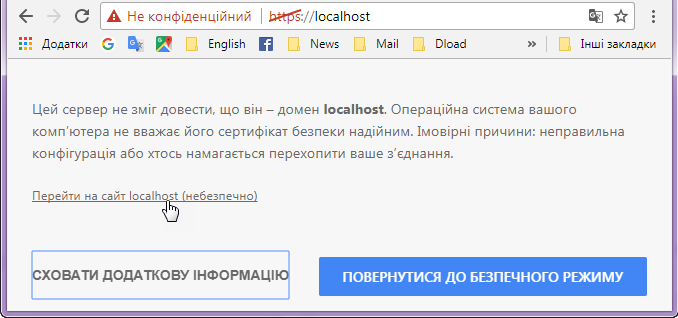 Не конфіденційний https://localhost
Додатки English News Mail Dload » Інші закладки
Цей сервер не зміг довести, що він – домен localhost. Операційна система вашого
комп'ютера не вважає його сертифікат безпеки надійним. Імовірні причини: неправильна
конфігурація або хтось намагається перехопити ваше з'єднання.
Перейти на сайт localhost (небезпечно)
СХОВАТИ ДОДАТКОВУ ІНФОРМАЦІЮ
ПОВЕРНУТИСЯ ДО БЕЗПЕЧНОГО РЕЖИМУ